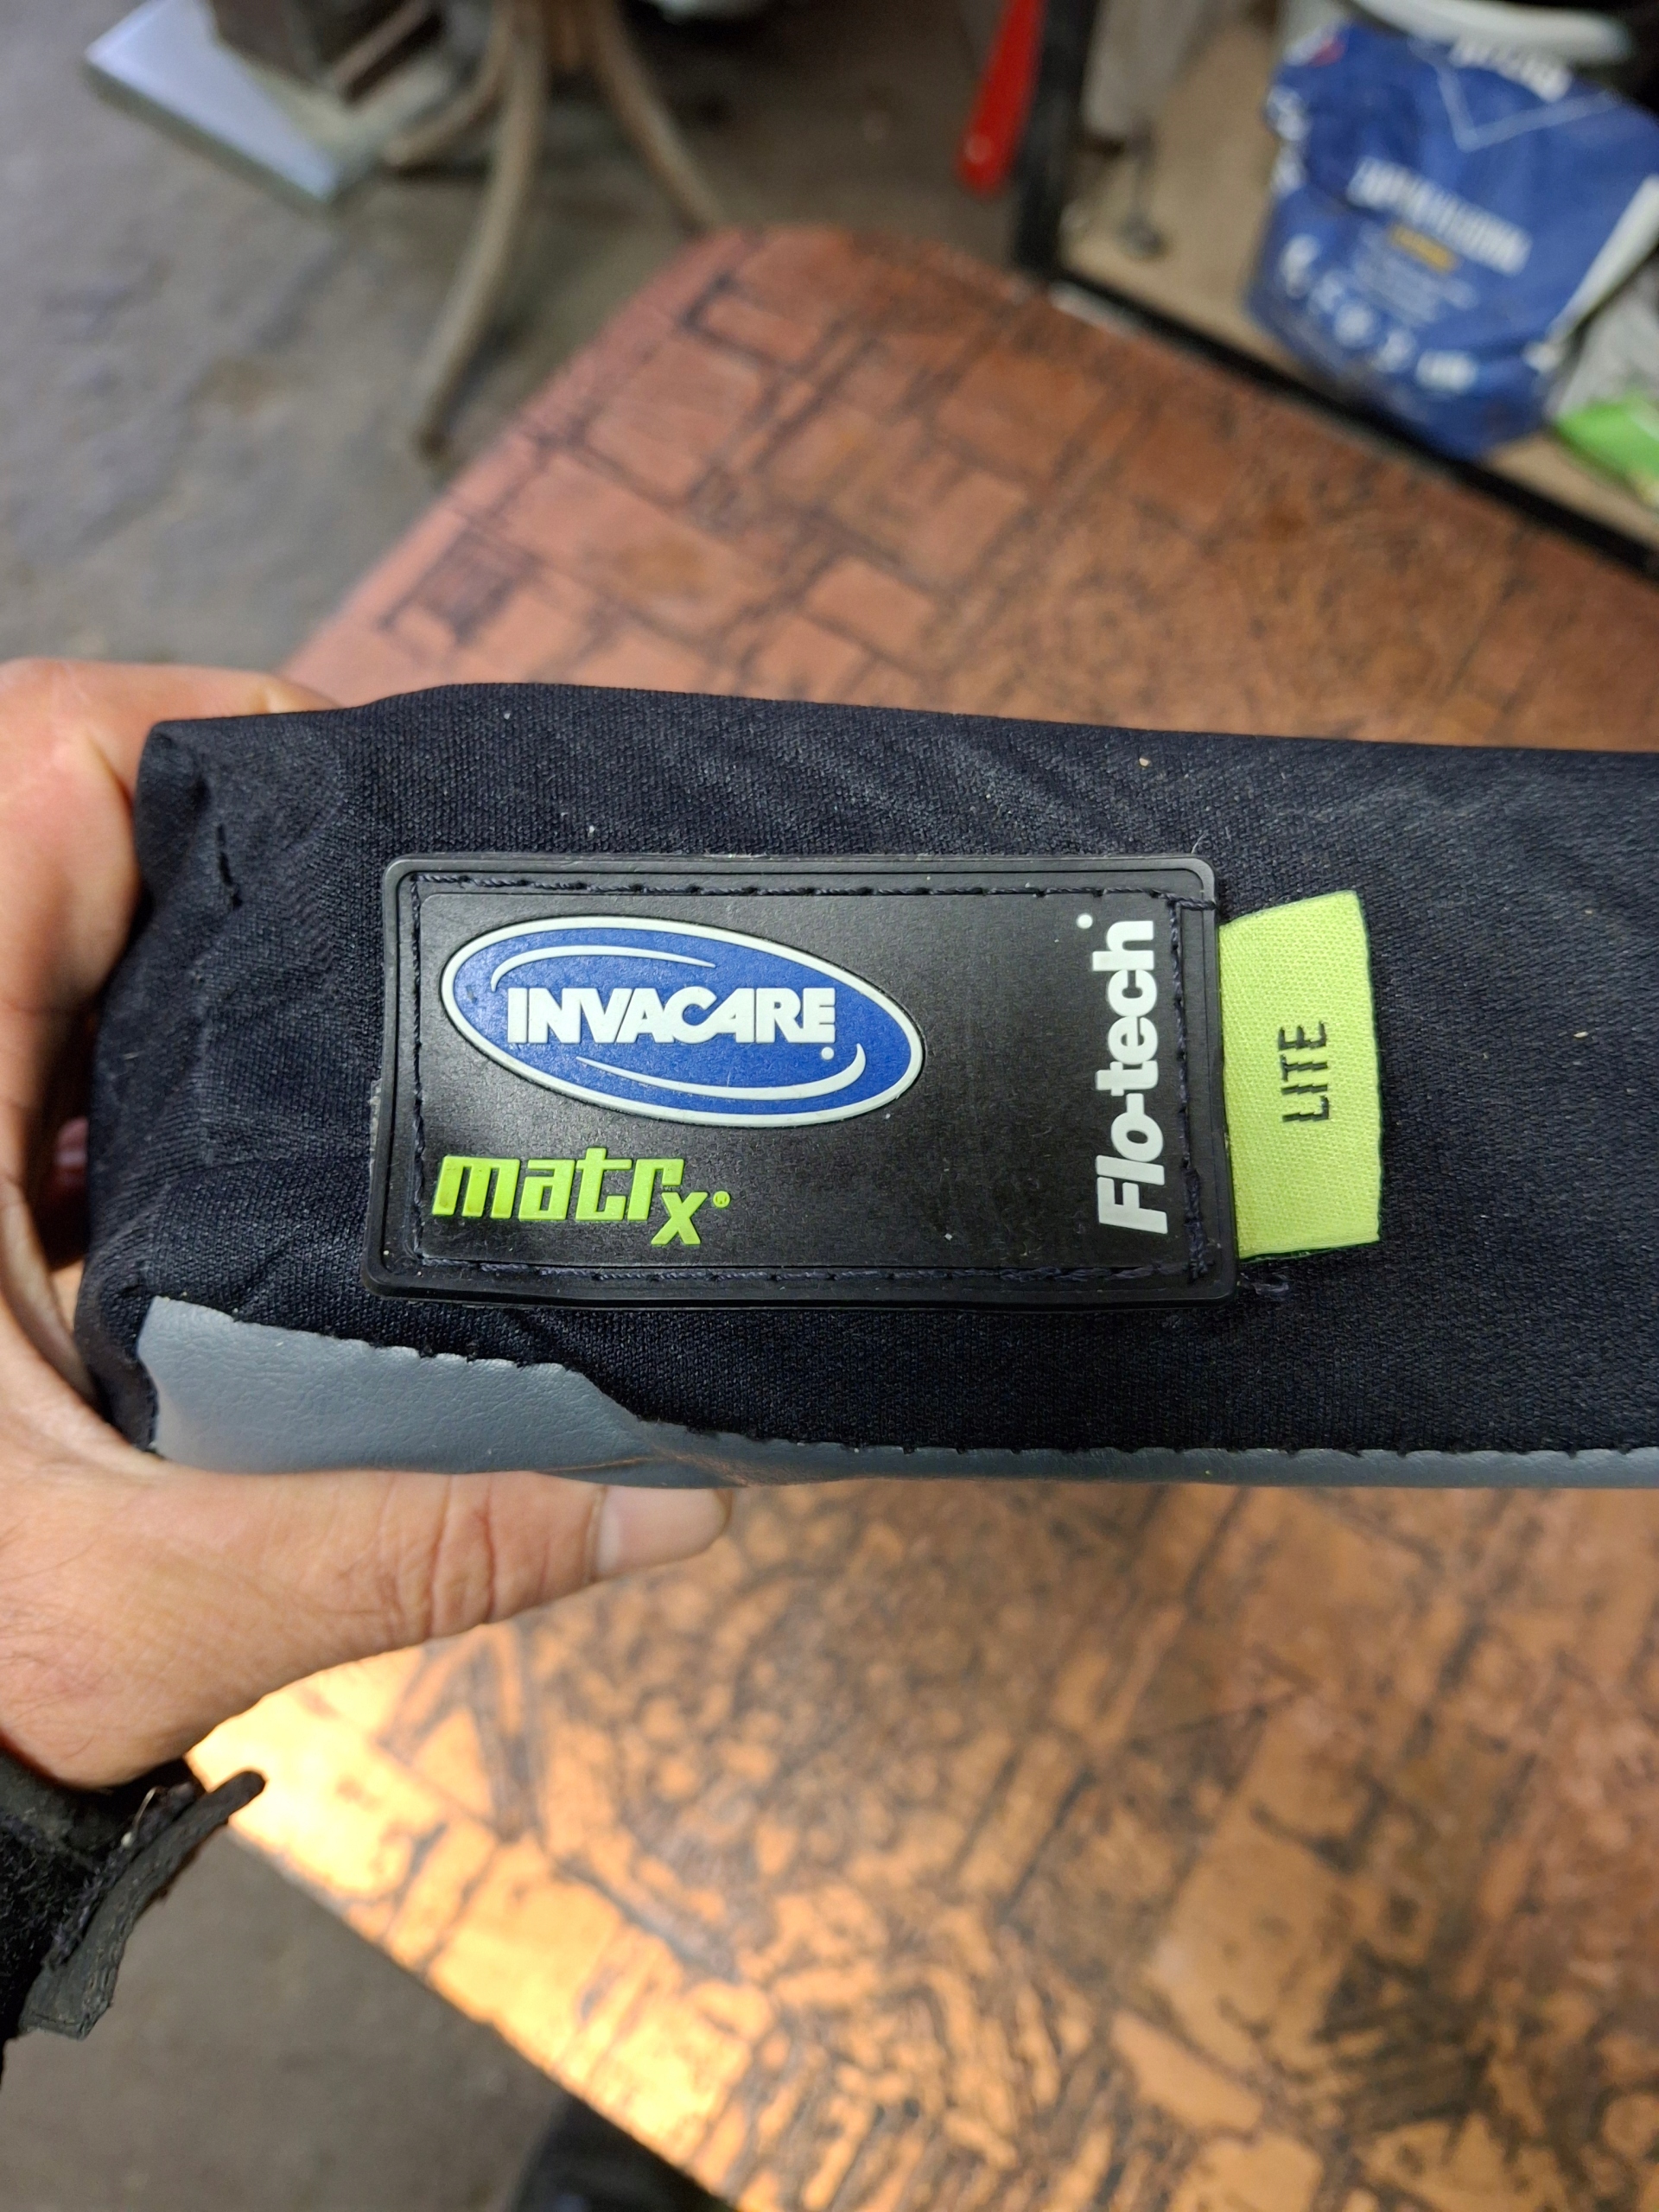 INVACARE
matrx®
Flo-tech
LITE